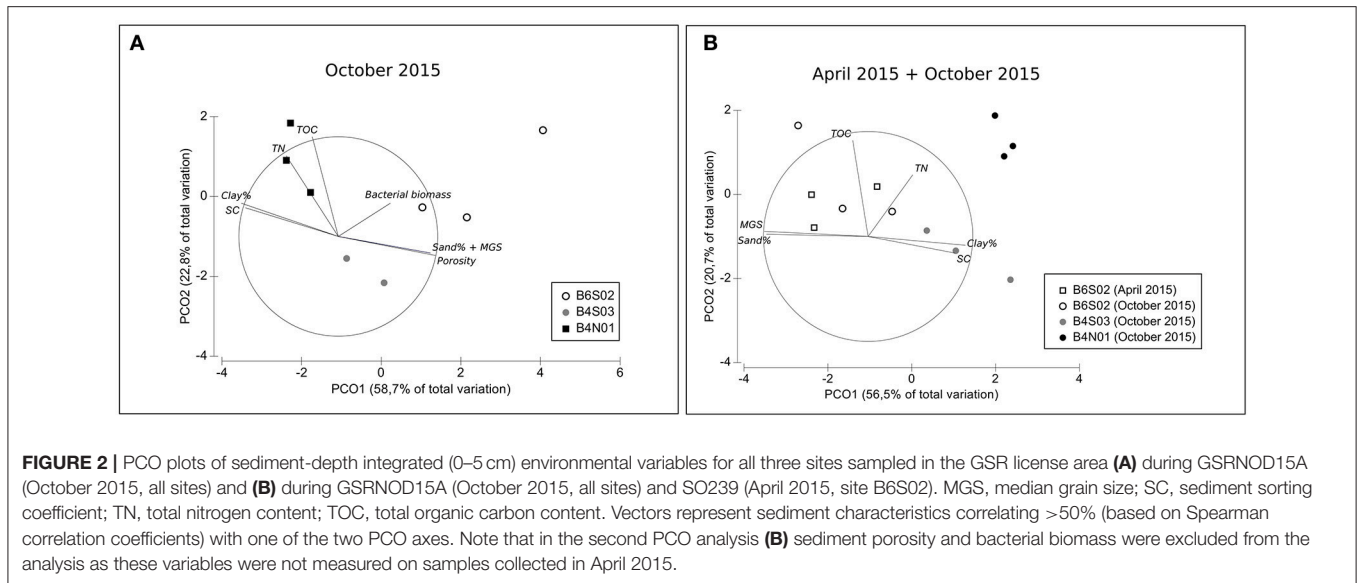 A
October 2015
PCO2 (22,8% of total variation)
2
0
-2
-4
TOC
TN
Clay%
SC
Bacterial biomass
Sand% + MGS
Porosity
B6S02
B4S03
B4N01
-4 -2 0 2 4 6
PCO1 (58,7% of total variation)
B
April 2015 + October 2015
PCO2 (20,7% of total variation)
2
0
-2
-4
TOC
TN
MGS
Sand%
Clay%
SC
B6S02 (April 2015)
B6S02 (October 2015)
B4S03 (October 2015)
B4N01 (October 2015)
-4 -2 0 2 4
PCO1 (56,5% of total variation)
FIGURE 2 | PCO plots of sediment-depth integrated (0–5 cm) environmental variables for all three sites sampled in the GSR license area (A) during GSRNOD15A
(October 2015, all sites) and (B) during GSRNOD15A (October 2015, all sites) and SO239 (April 2015, site B6S02). MGS, median grain size; SC, sediment sorting
coefficient; TN, total nitrogen content; TOC, total organic carbon content. Vectors represent sediment characteristics correlating >50% (based on Spearman
correlation coefficients) with one of the two PCO axes. Note that in the second PCO analysis (B) sediment porosity and bacterial biomass were excluded from the
analysis as these variables were not measured on samples collected in April 2015.